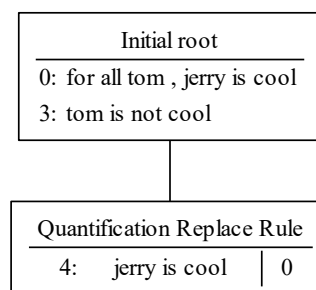 Initial root
0: for all tom , jerry is cool
3: tom is not cool
Quantification Replace Rule
4: jerry is cool 0